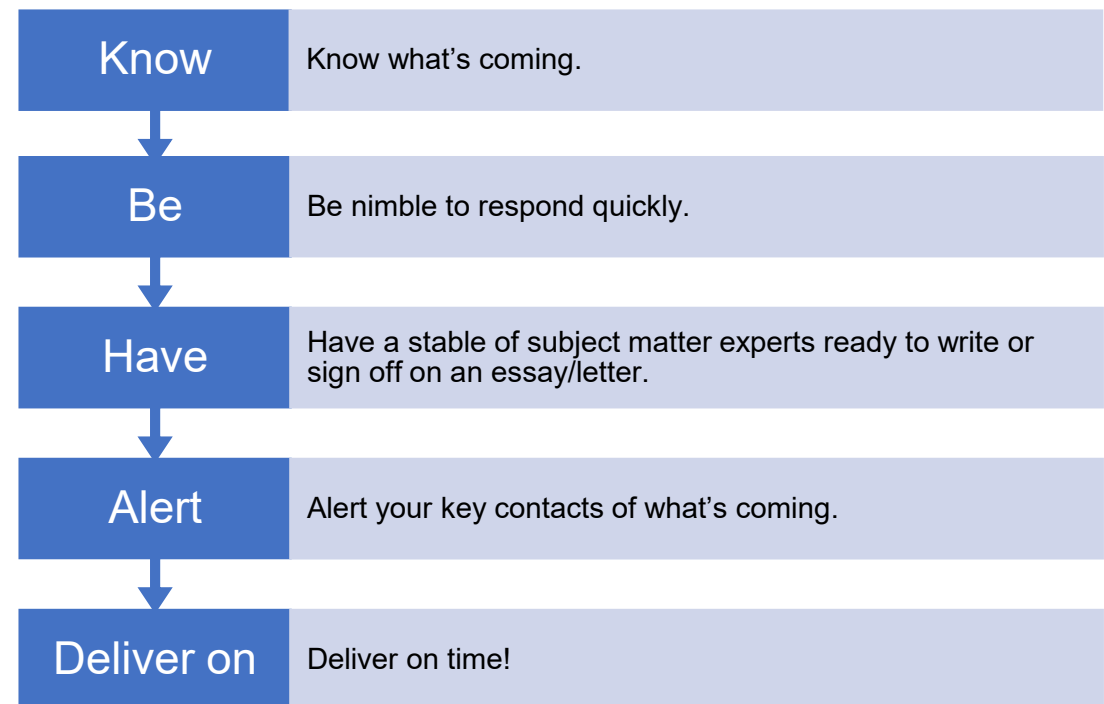 Know
Know what’s coming.
Be
Be nimble to respond quickly.
Have
Have a stable of subject matter experts ready to write or
sign off on an essay/letter.
Alert
Alert your key contacts of what’s coming.
Deliver on
Deliver on time!